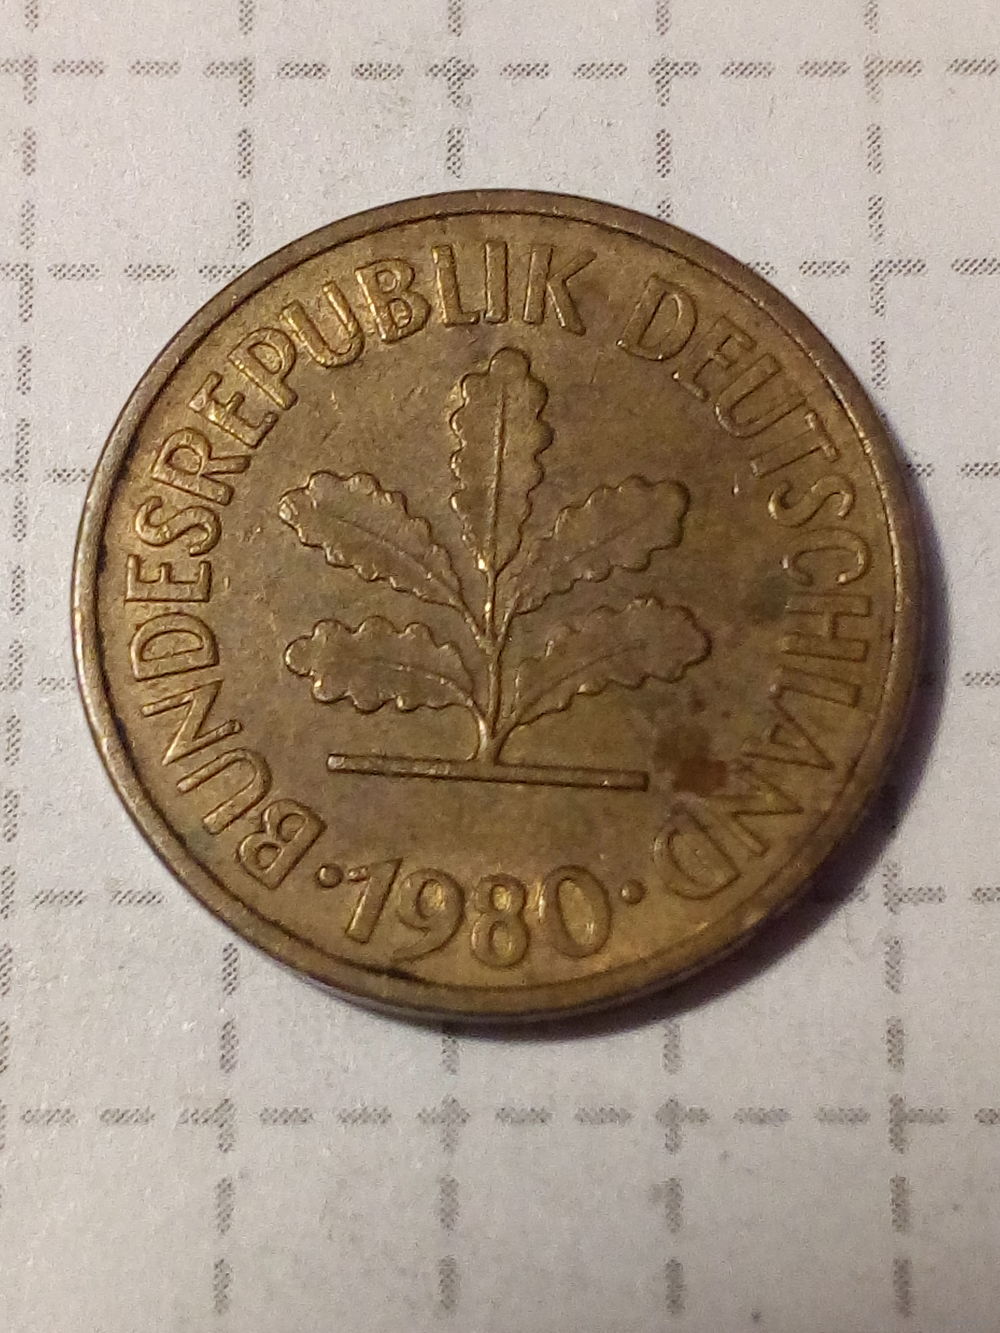 BUNDESREPUBLIK DEUTSCHLAND
· 1980 ·